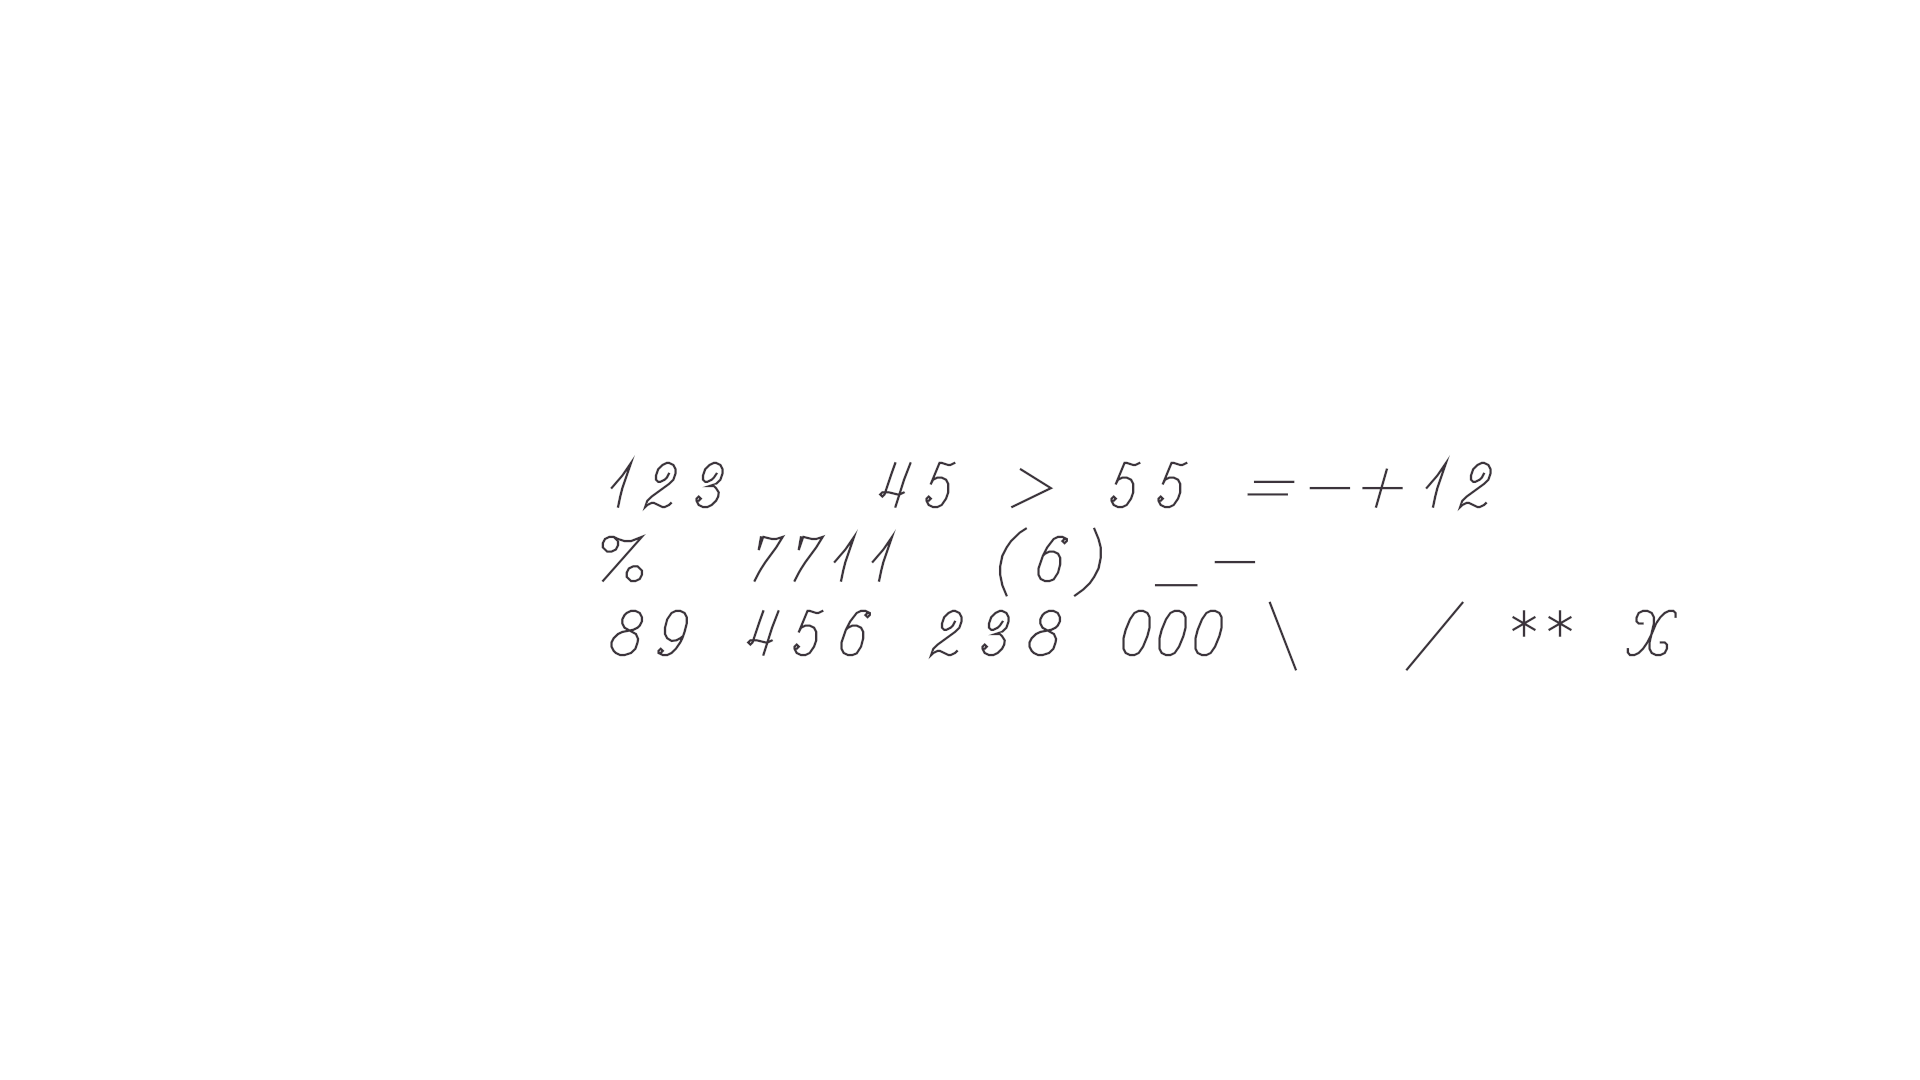 123   45 > 55 =-+12
%  7711  (6) _-
89 456 238 000\  / ** X